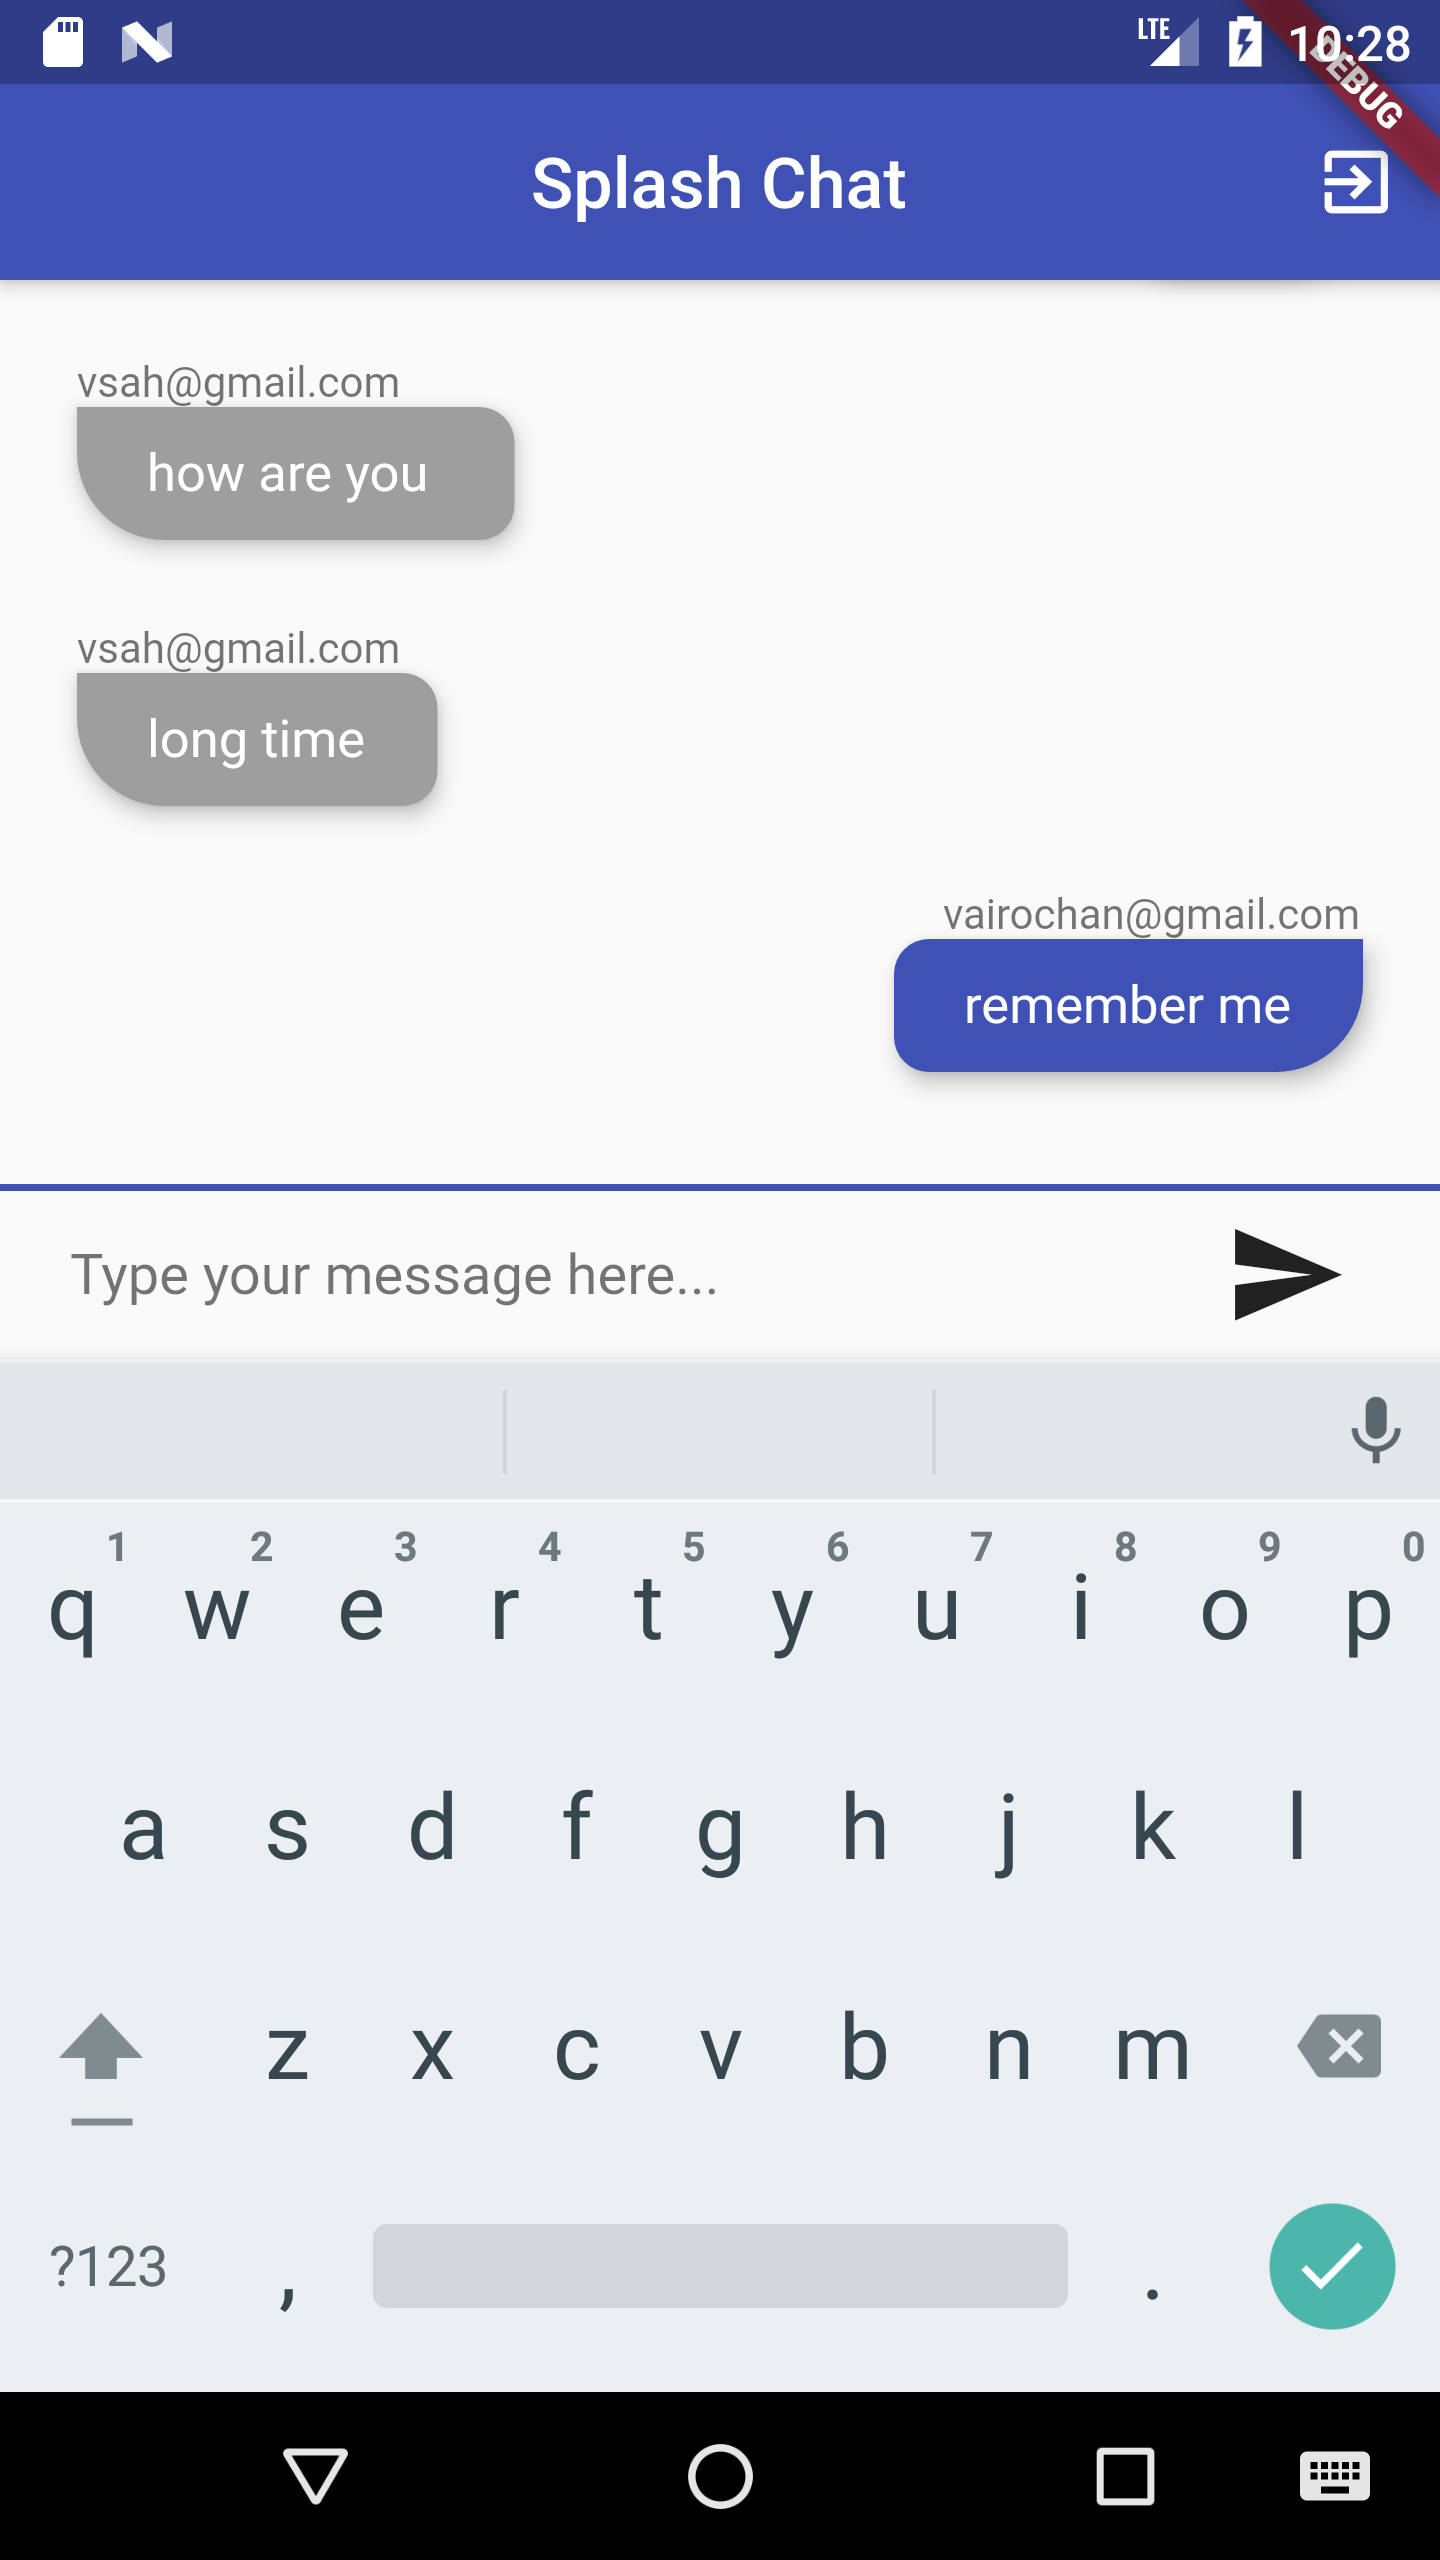 LTE 10:28
DEBUG
Splash Chat
vsah@gmail.com
how are you
vsah@gmail.com
long time
vairochan@gmail.com
remember me
Type your message here...
1 2 3 4 5 6 7 8 9 0
q w e r t y u i o p
a s d f g h j k l
z x c v b n m
?123 , .